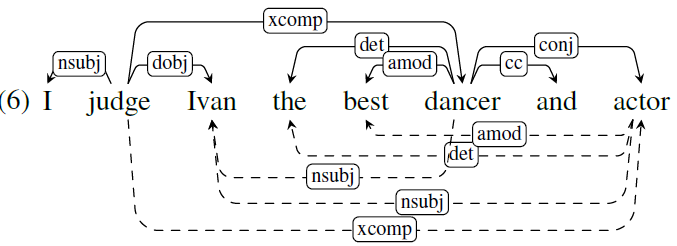 xcomp
det conj
nsubj dobj amod cc
(6) I judge Ivan the best dancer and actor
amod
det
nsubj
nsubj
xcomp